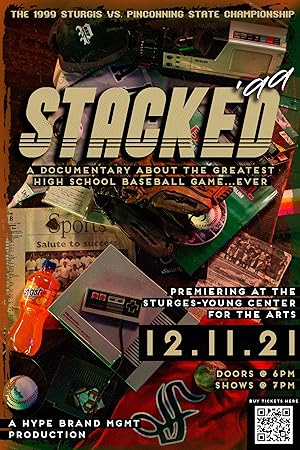 THE 1999 STURGIS VS. PINCONNING STATE CHAMPIONSHIP
STACKED
'99
A DOCUMENTARY ABOUT THE GREATEST
HIGH SCHOOL BASEBALL GAME...EVER
Sports
Salute to success
PREMIERING AT THE
STURGES-YOUNG CENTER
FOR THE ARTS
12.11.21
DOORS @ 6PM
SHOWS @ 7PM
BUY TICKETS HERE
A HYPE BRAND MGMT
PRODUCTION